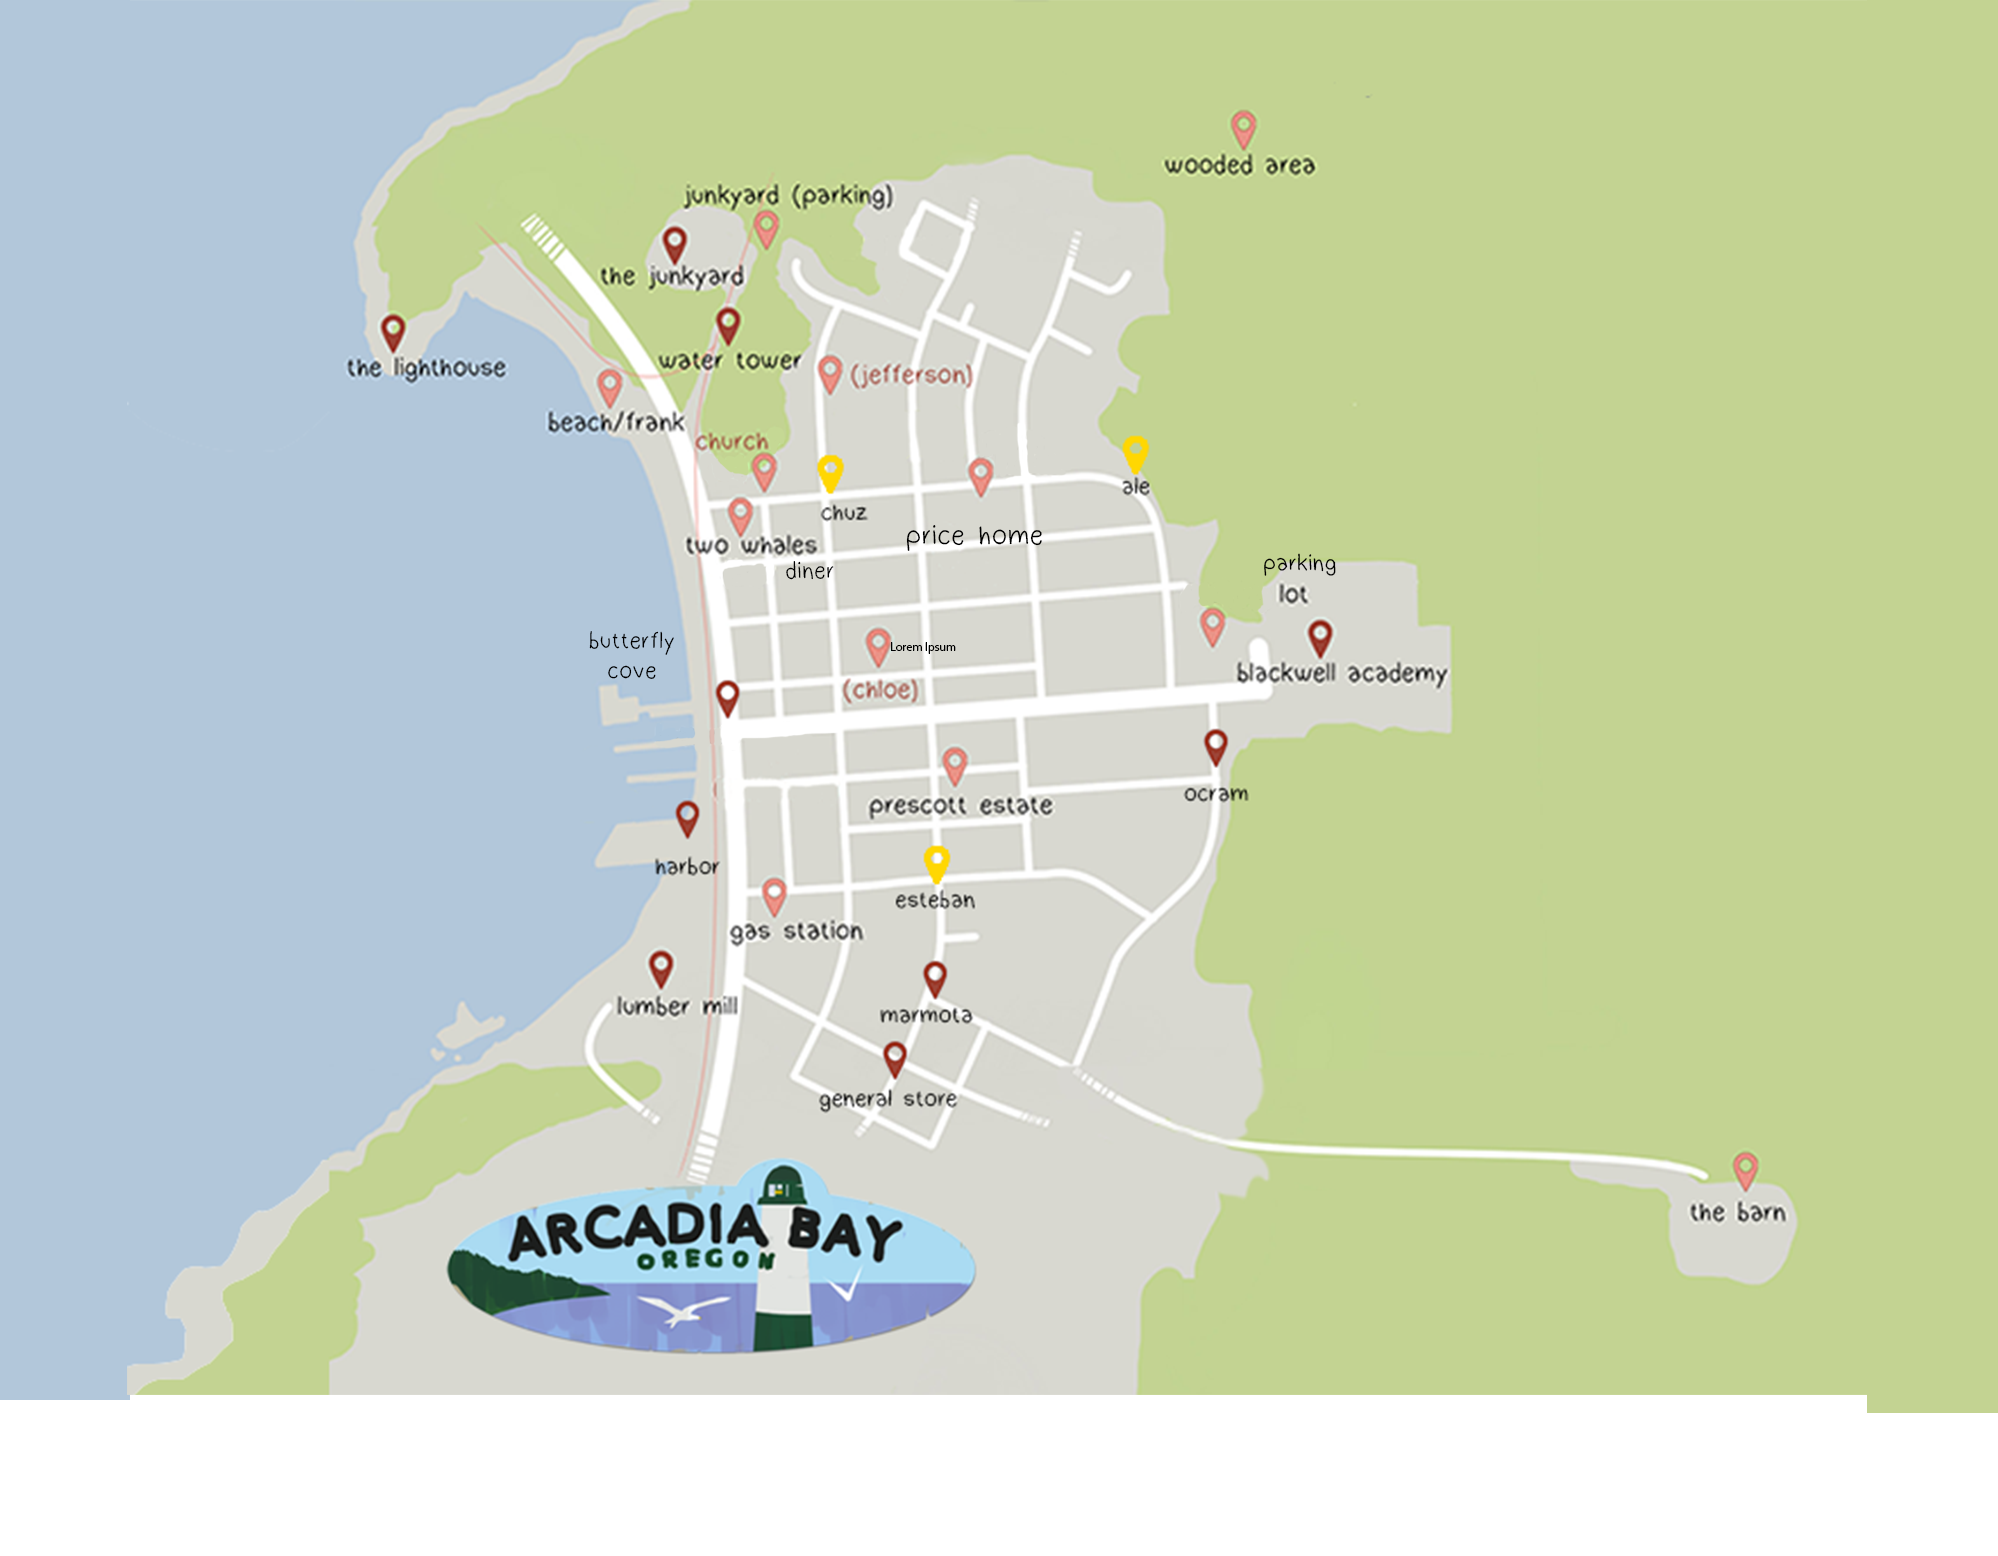 wooded area
junkyard (parking)
the junkyard
water tower
the lighthouse
(jefferson)
beach/frank
church
ale
chuz
price home
two whales
diner
parking
lot
butterfly
cove
Lorem Ipsum
blackwell academy
(chloe)
prescott estate
ocram
harbor
esteban
gas station
lumber mill
marmota
general store
the barn
ARCADIA BAY
OREGON